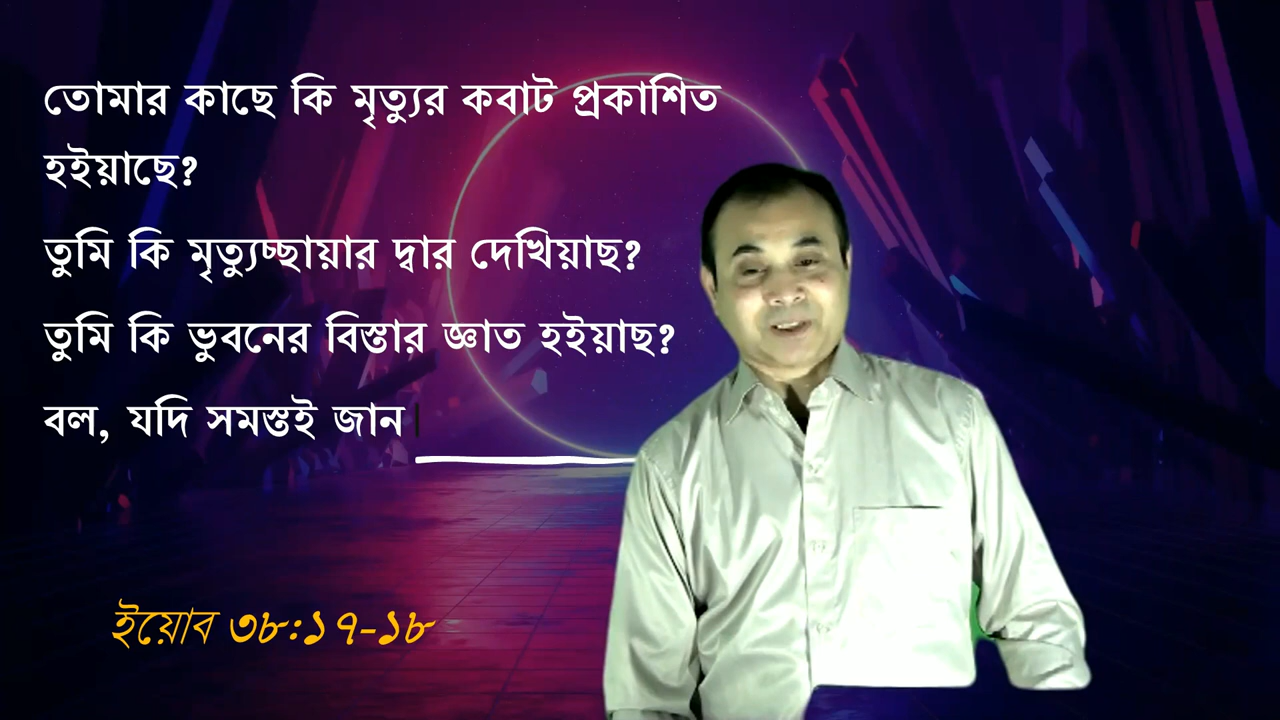 তোমার কাছে কি মৃত্যুর কবাট প্রকাশিত
হইয়াছে?
তুমি কি মৃত্যুচ্ছায়ার দ্বার দেখিয়াছ?
তুমি কি ভুবনের বিস্তার জ্ঞাত হইয়াছ?
বল, যদি সমস্তই জান।
ইয়োব ৩৮:১৭-১৮